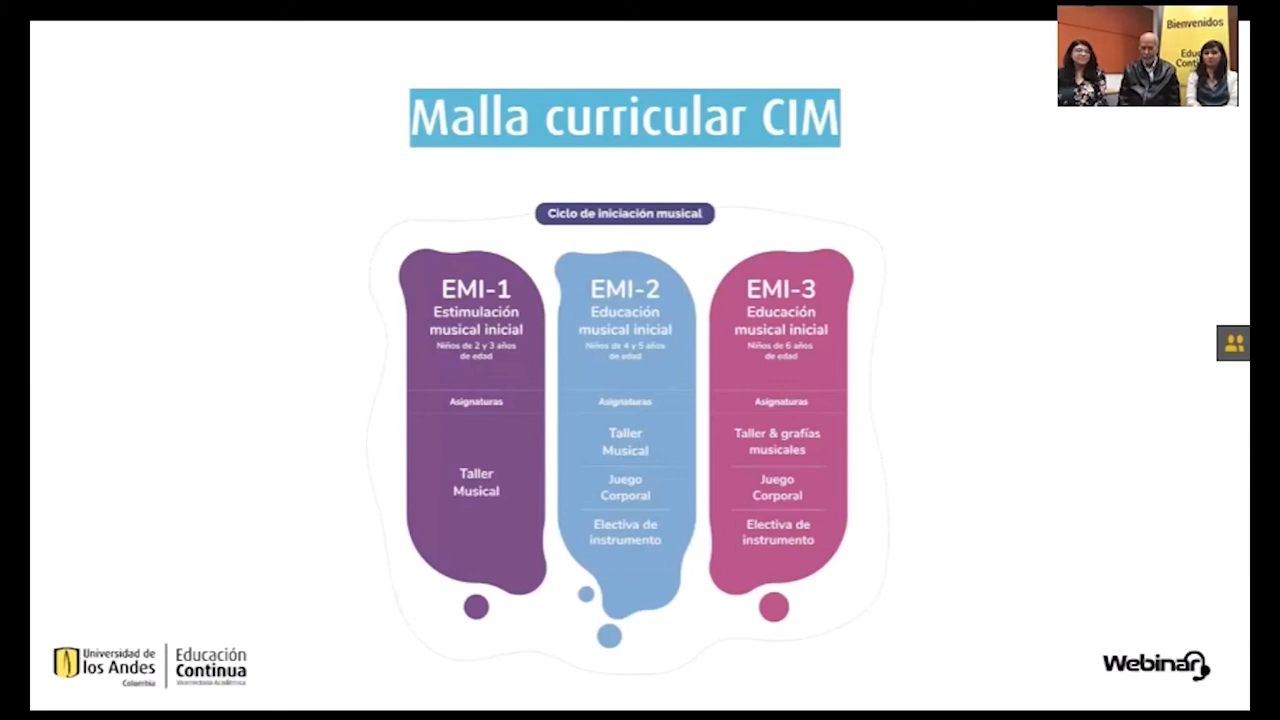 Bienvenidos
Malla curricular CIM
Ciclo de iniciación musical
EMI-1
Estimulación
musical inicial
Niños de 2 y 3 años
de edad
Asignaturas
Taller
Musical
EMI-2
Educación
musical inicial
Niños de 4 y 5 años
de edad
Asignaturas
Taller
Musical
Juego
Corporal
Electiva de
instrumento
EMI-3
Educación
musical inicial
Niños de 6 años
de edad
Asignaturas
Taller & grafías
musicales
Juego
Corporal
Electiva de
instrumento
Universidad de
los Andes
Colombia
Educación
Continua
Vicerrectoría Académica
Webinar